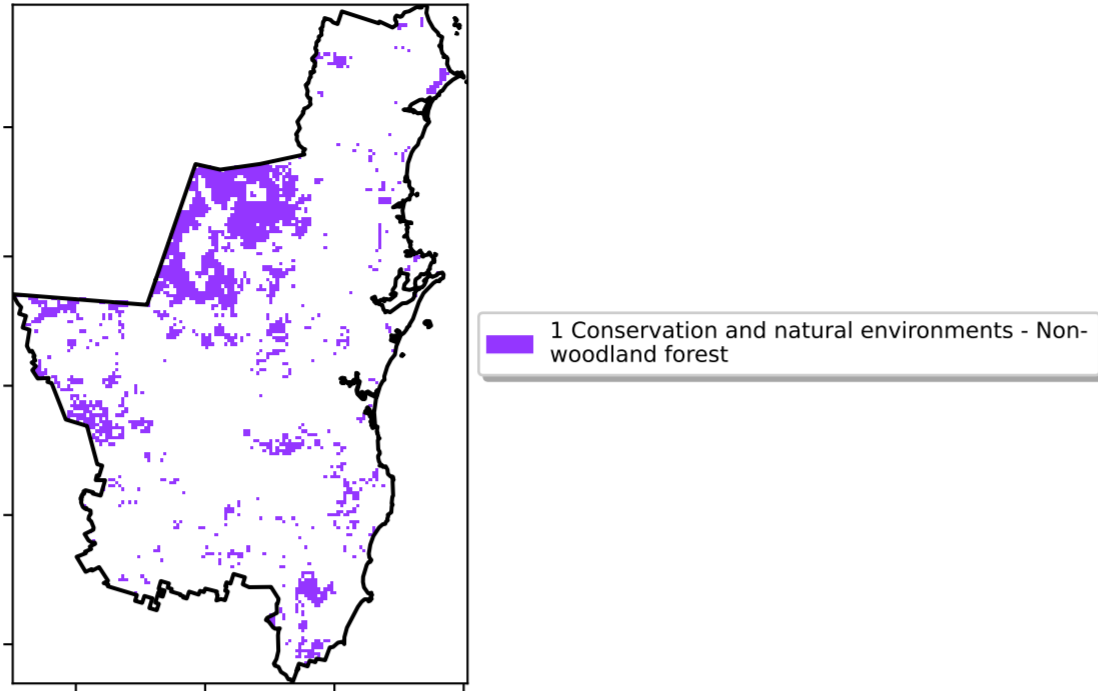 1 Conservation and natural environments - Non-
woodland forest